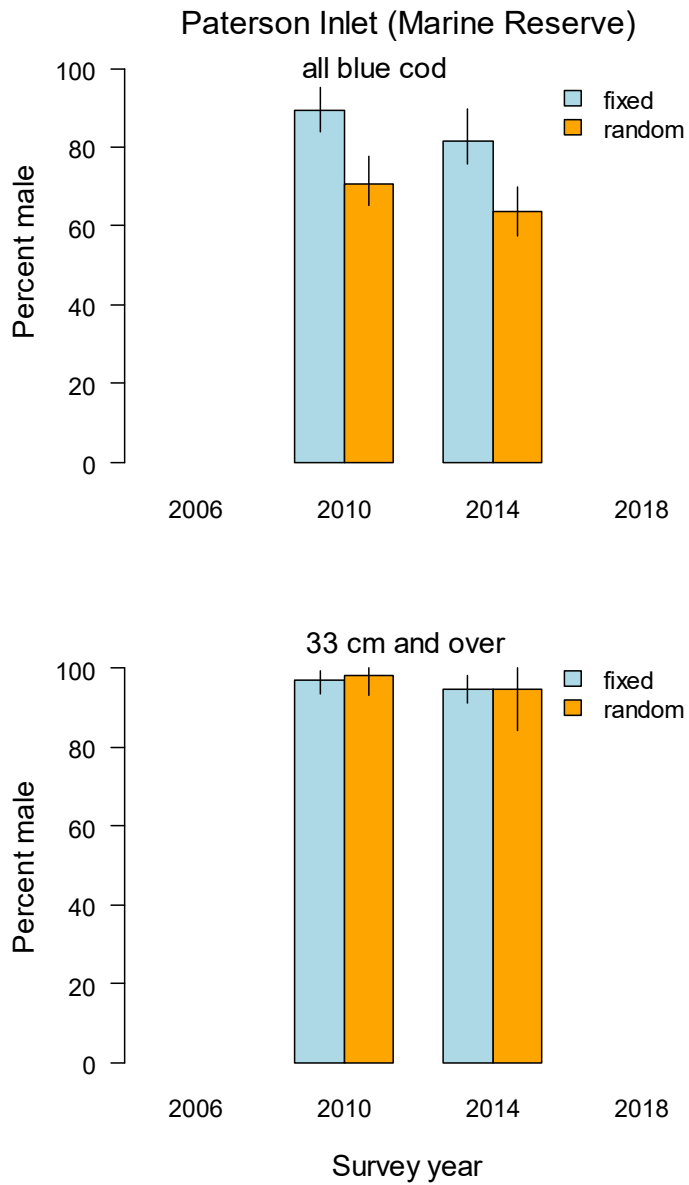 Paterson Inlet (Marine Reserve)
all blue cod
fixed
random
Percent male
100
80
60
40
20
0
2006 2010 2014 2018
33 cm and over
fixed
random
Percent male
100
80
60
40
20
0
2006 2010 2014 2018
Survey year